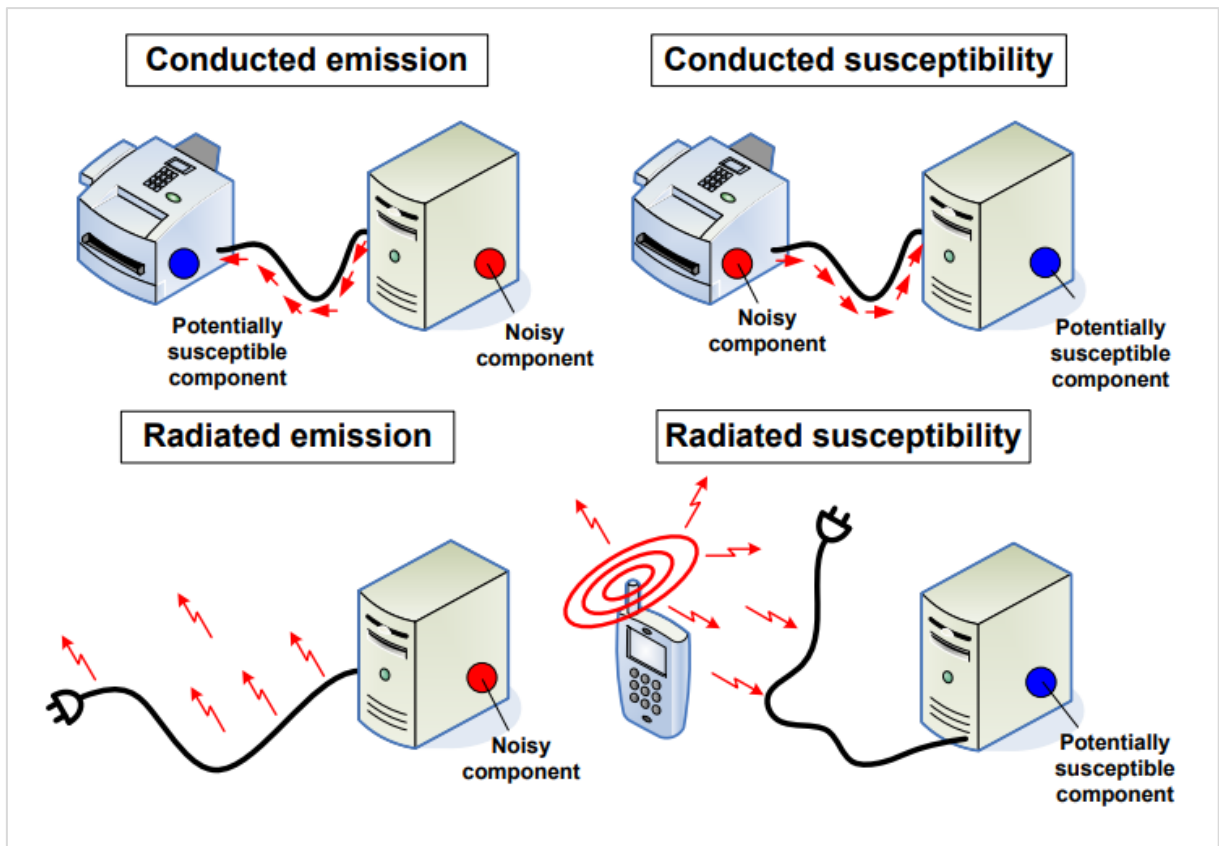 Conducted emission
Conducted susceptibility
Potentially
susceptible
component
Noisy
component
Noisy
component
Potentially
susceptible
component
Radiated emission
Radiated susceptibility
Noisy
component
Potentially
susceptible
component